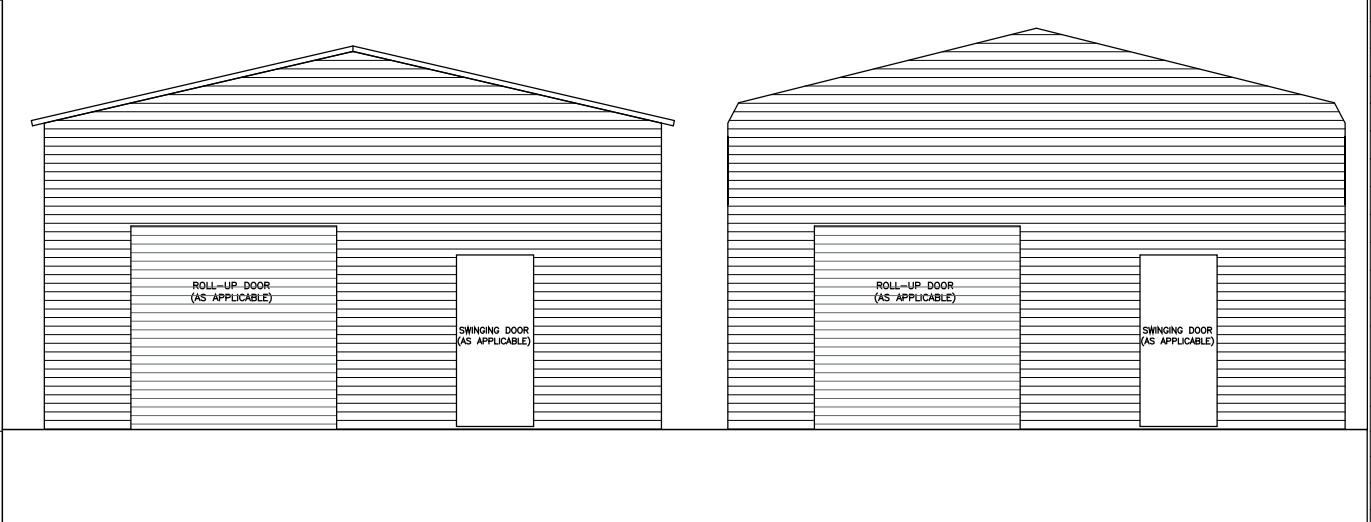 ROLL-UP DOOR
(AS APPLICABLE)
SWINGING DOOR
(AS APPLICABLE)
ROLL-UP DOOR
(AS APPLICABLE)
SWINGING DOOR
(AS APPLICABLE)